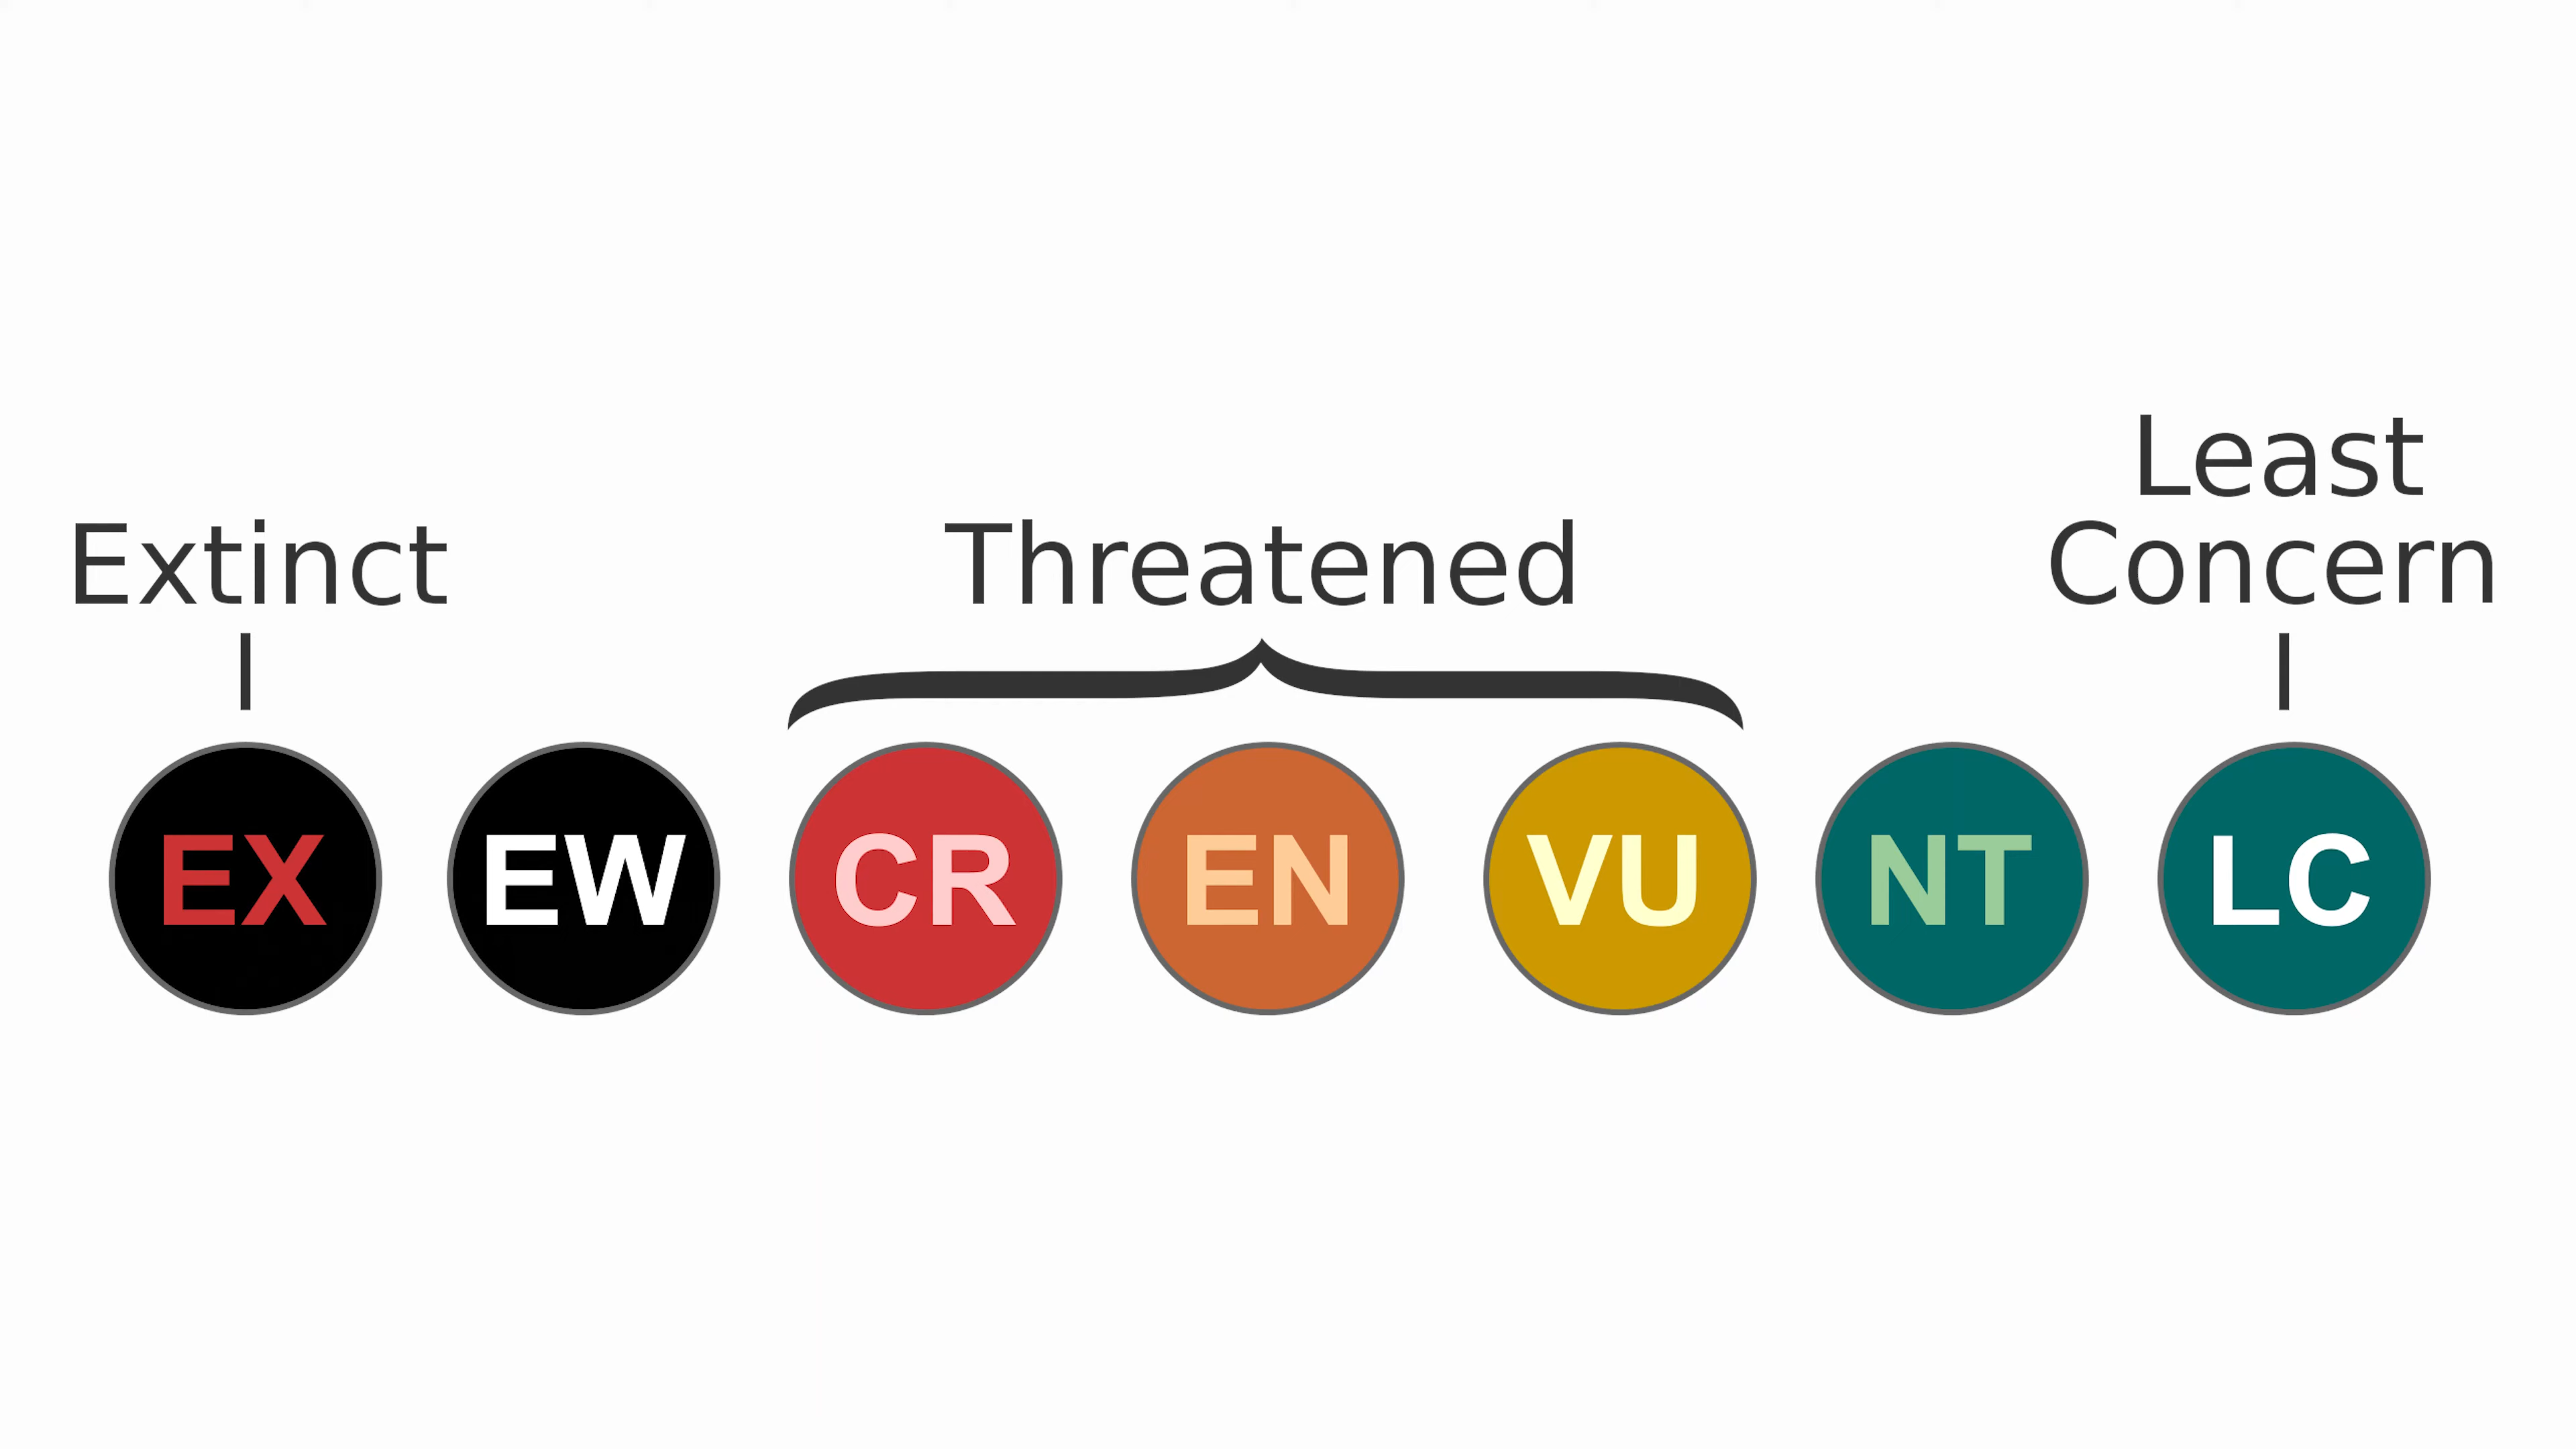 Extinct
Threatened
Least
Concern
EX
EW
CR
EN
VU
NT
LC